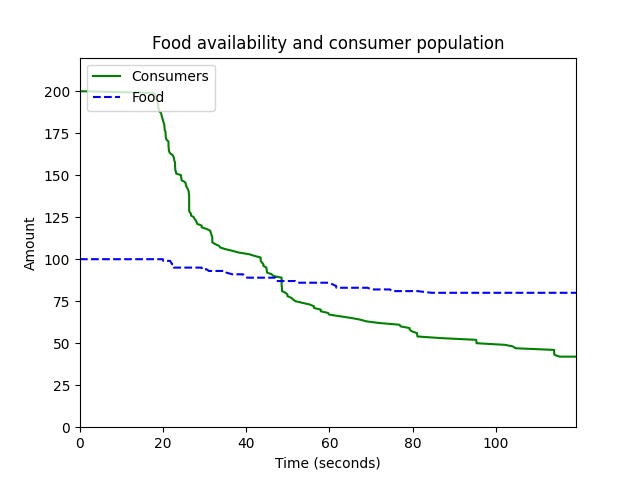 Food availability and consumer population
Consumers
Food
200
175
150
125
100
75
50
25
0
Amount
0 20 40 60 80 100
Time (seconds)